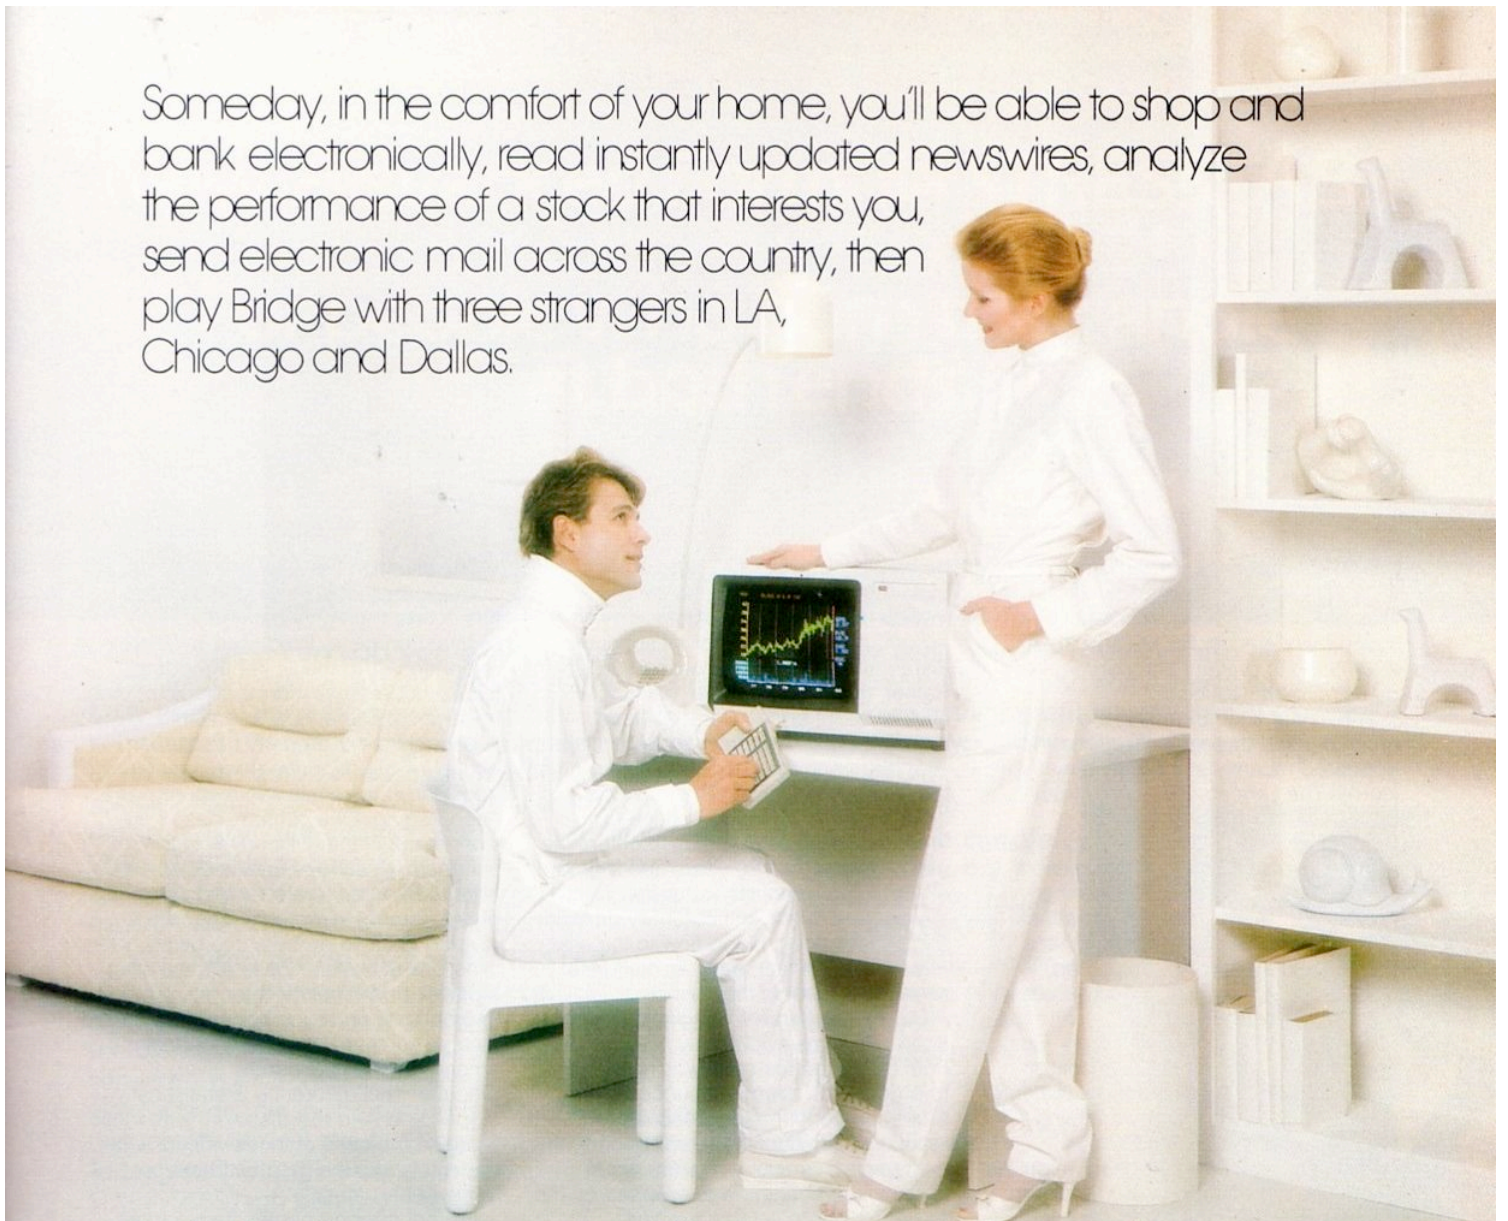 Someday, in the comfort of your home, you'll be able to shop and
bank electronically, read instantly updated newswires, analyze
the performance of a stock that interests you,
send electronic mail across the country, then
play Bridge with three strangers in LA,
Chicago and Dallas.